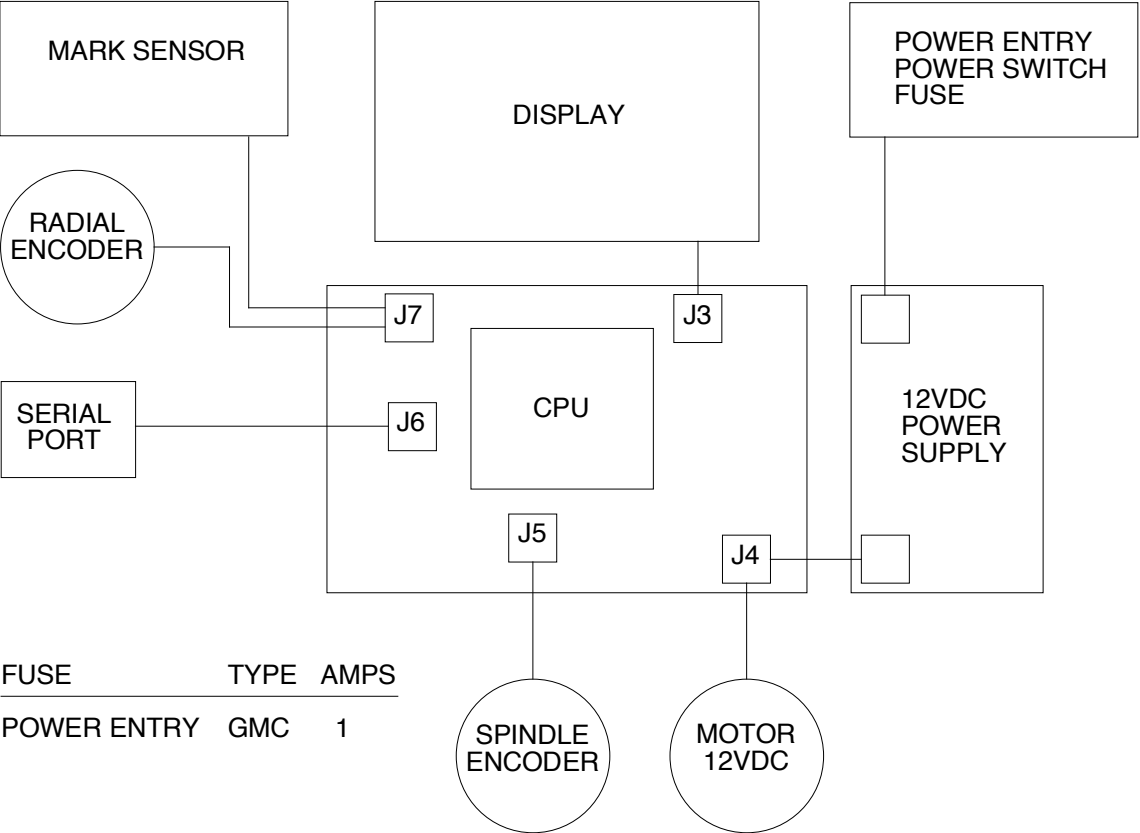 MARK SENSOR
DISPLAY
POWER ENTRY
POWER SWITCH
FUSE
RADIAL
ENCODER
J7
J3
SERIAL
PORT
J6
CPU
12VDC
POWER
SUPPLY
J5
J4
FUSE TYPE AMPS
POWER ENTRY GMC 1
SPINDLE
ENCODER
MOTOR
12VDC